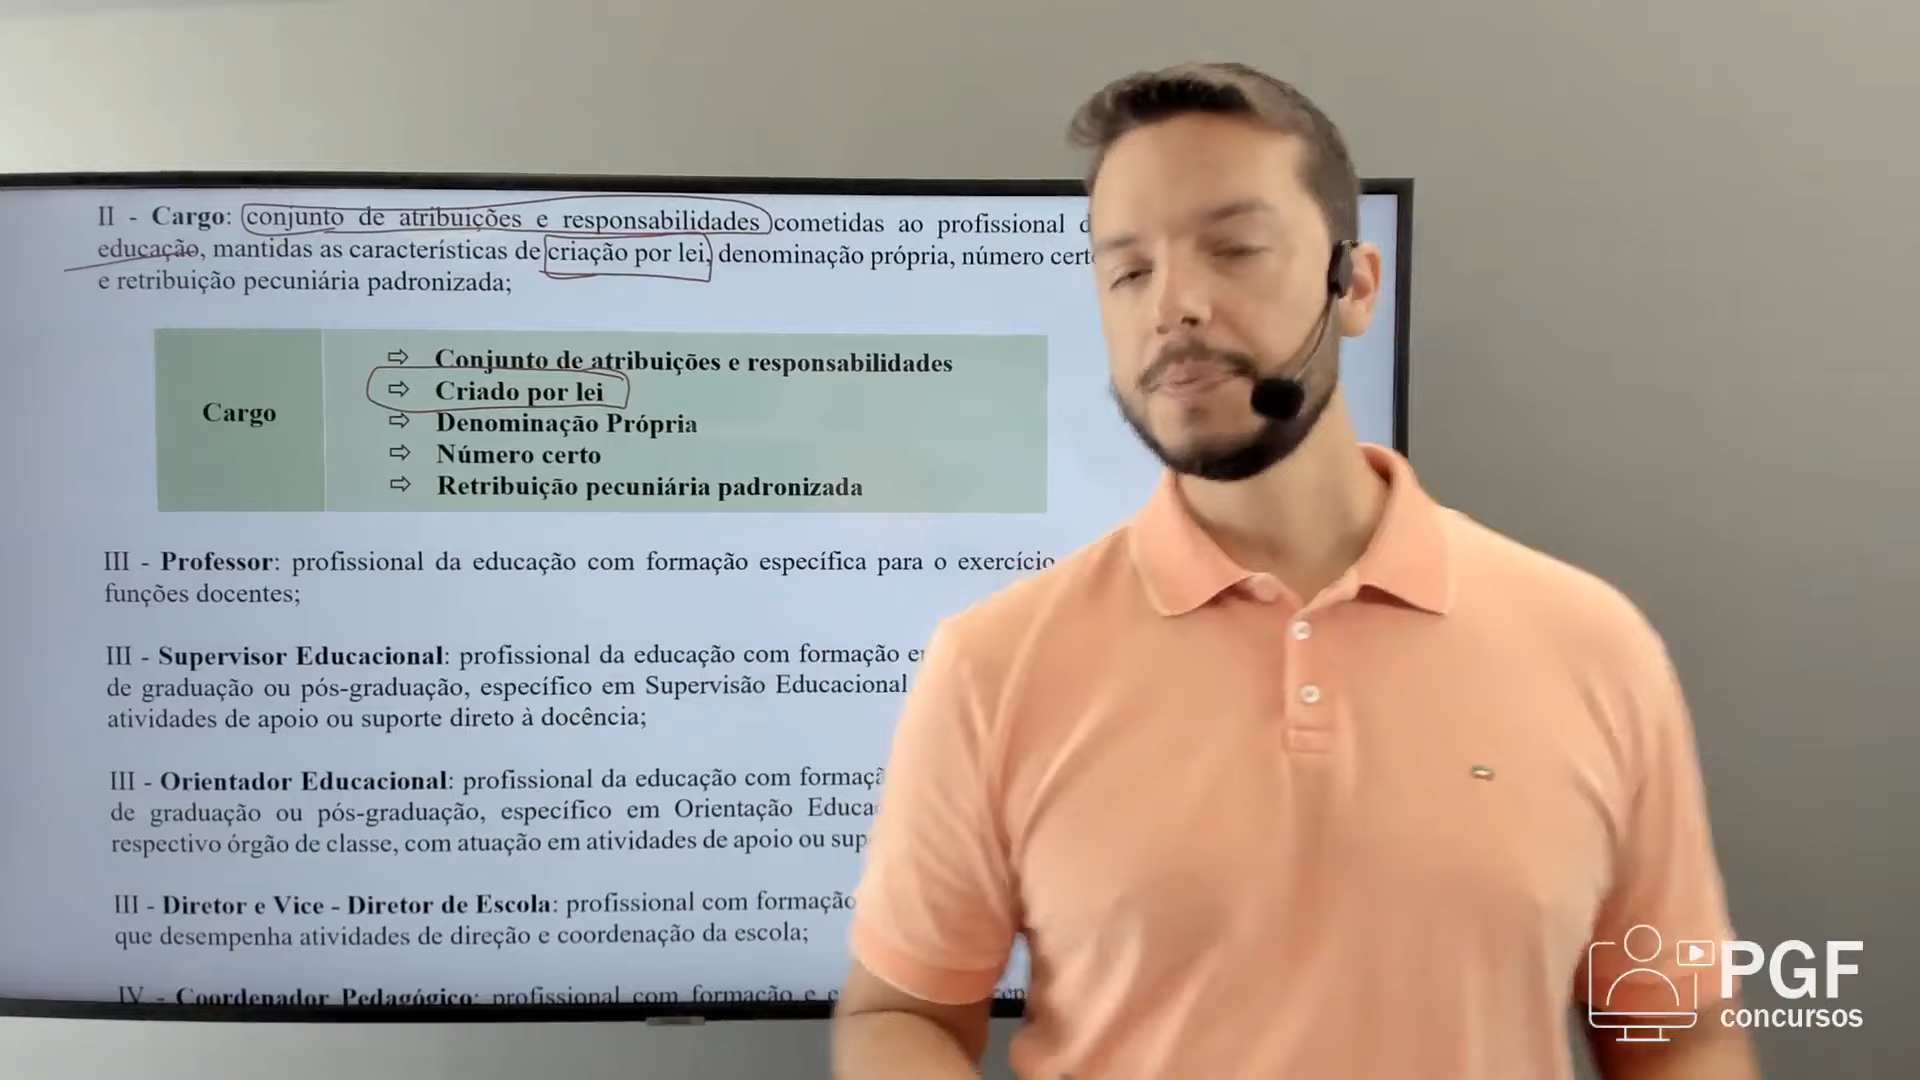 II - Cargo: conjunto de atribuições e responsabilidades cometidas ao profissional
educação, mantidas as características de criação por lei, denominação própria, número
e retribuição pecuniária padronizada;
Cargo
⇨ Conjunto de atribuições e responsabilidades
⇨ Criado por lei
⇨ Denominação Própria
⇨ Número certo
⇨ Retribuição pecuniária padronizada
III - Professor: profissional da educação com formação específica para o exercício
funções docentes;
III - Supervisor Educacional: profissional da educação com formação
de graduação ou pós-graduação, específico em Supervisão Educacional
atividades de apoio ou suporte direto à docência;
III - Orientador Educacional: profissional da educação com
de graduação ou pós-graduação, específico em Orientação
respectivo órgão de classe, com atuação em atividades de apoio ou
III - Diretor e Vice - Diretor de Escola: profissional com formação
que desempenha atividades de direção e coordenação da escola;
IV - Coordenador Pedagógico: profissional com formação e
PGF
concursos